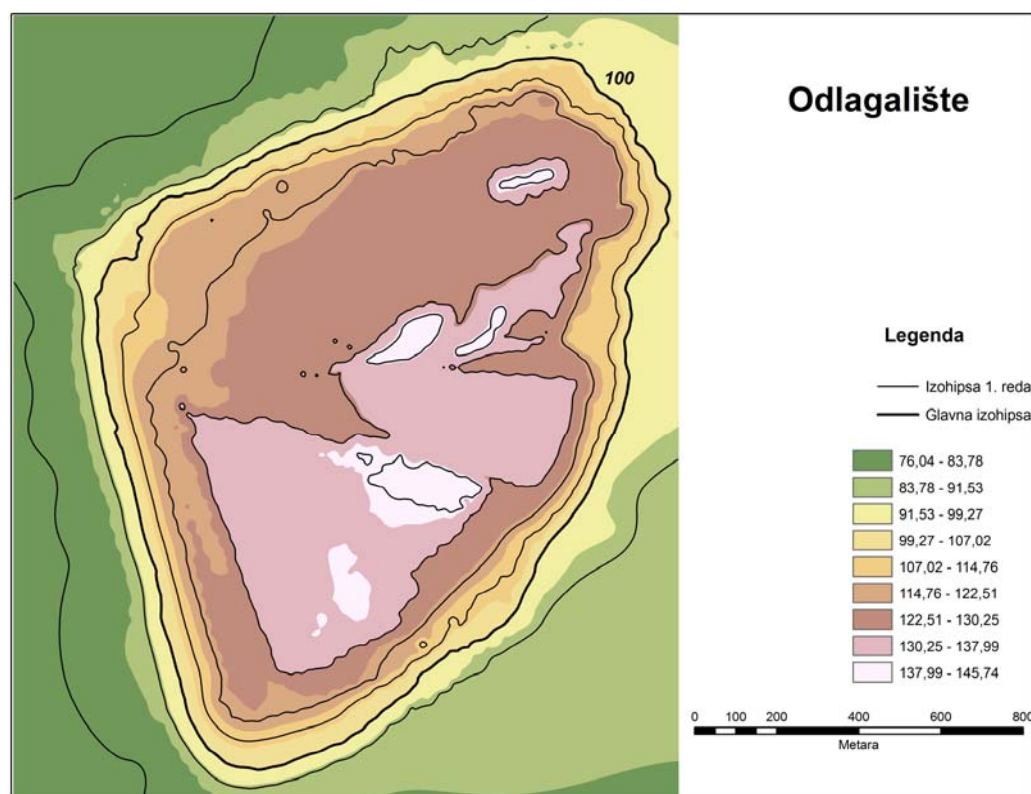 100
Odlagalište
Legenda
Izohipsa 1. reda
Glavna izohipsa
76,04 - 83,78
83,78 - 91,53
91,53 - 99,27
99,27 - 107,02
107,02 - 114,76
114,76 - 122,51
122,51 - 130,25
130,25 - 137,99
137,99 - 145,74
0 100 200 400 600 800
Metara